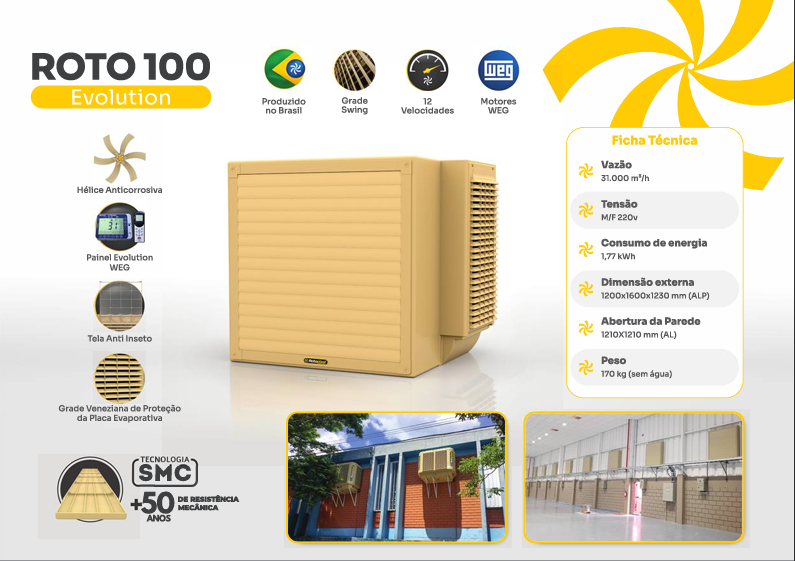 ROTO 100
Evolution
Produzido
no Brasil
Grade
Swing
12
Velocidades
weg
Motores
WEG
Hélice Anticorrosiva
31
Painel Evolution
WEG
Tela Anti Inseto
Grade Veneziana de Proteção
da Placa Evaporativa
TECNOLOGIA
SMC
+50
ANOS
DE RESISTÊNCIA
MECÂNICA
Ficha Técnica
Vazão
31.000 m³/h
Tensão
M/F 220v
Consumo de energia
1,77 kWh
Dimensão externa
1200x1600x1230 mm (ALP)
Abertura da Parede
1210X1210 mm (AL)
Peso
170 kg (sem água)